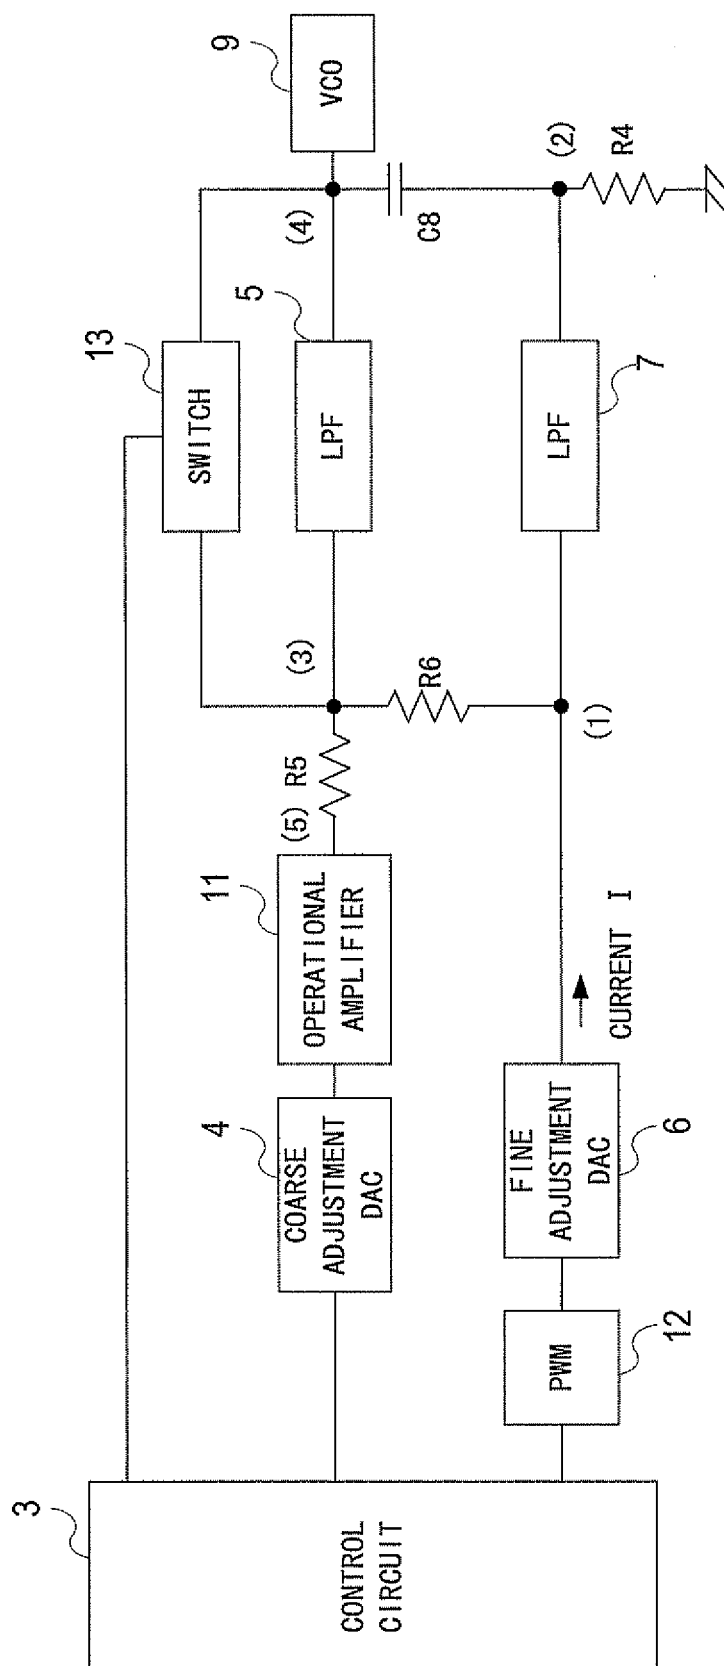 3
CONTROL
CIRCUIT
4
COARSE
ADJUSTMENT
DAC
11
OPERATIONAL
AMPLIFIER
(5)
R5
(3)
13
SWITCH
5
LPF
(4)
9
VCO
C8
(2)
R4
R6
(1)
LPF
7
PWM
12
FINE
ADJUSTMENT
DAC
6
CURRENT I